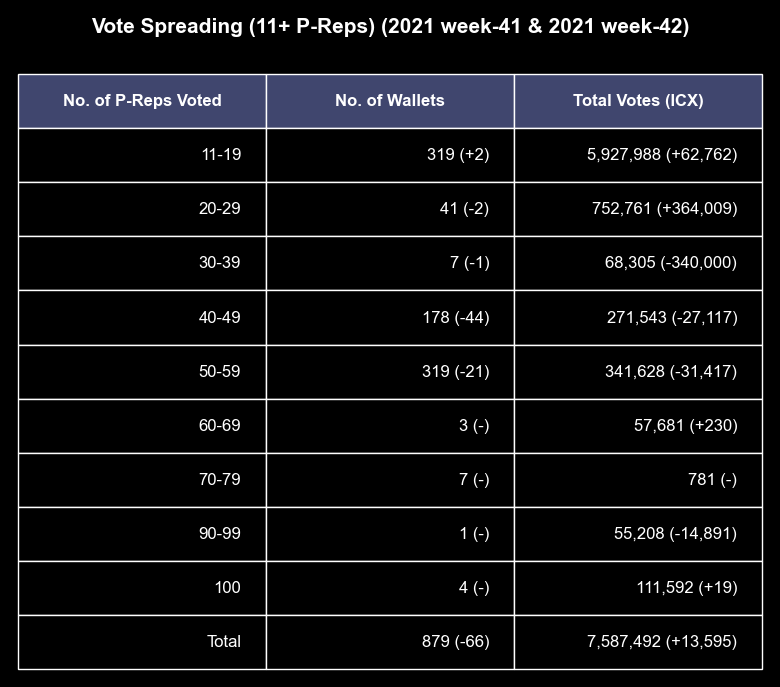 Vote Spreading (11+ P-Reps) (2021 week-41 & 2021 week-42)
No. of P-Reps Voted No. of Wallets Total Votes (ICX)
11-19 319 (+2) 5,927,988 (+62,762)
20-29 41 (-2) 752,761 (+364,009)
30-39 7 (-1) 68,305 (-340,000)
40-49 178 (-44) 271,543 (-27,117)
50-59 319 (-21) 341,628 (-31,417)
60-69 3 (-) 57,681 (+230)
70-79 7 (-) 781 (-)
90-99 1 (-) 55,208 (-14,891)
100 4 (-) 111,592 (+19)
Total 879 (-66) 7,587,492 (+13,595)